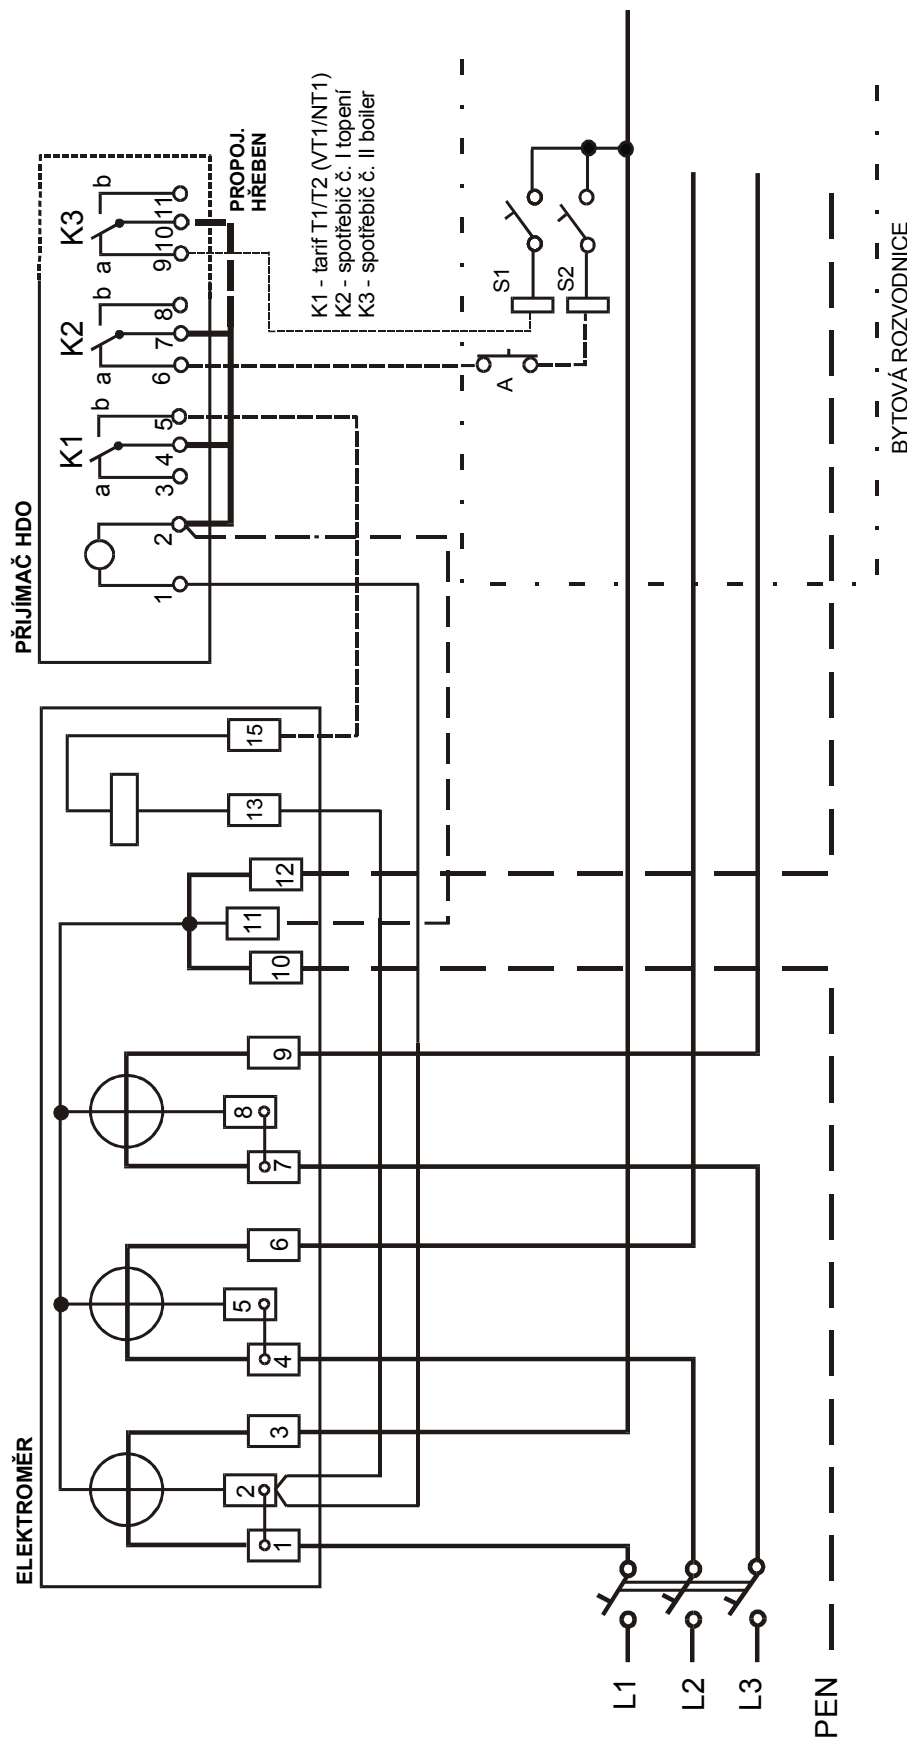 ELEKTROMĚR
PŘIJÍMAČ HDO
K1
K2
K3
a
b
a
b
a
b
1
2
3
4
5
6
7
8
9
10
11
PROPOJ.
HŘEBEN
K1 - tarif T1/T2 (VT1/NT1)
K2 - spotřebič č. I topení
K3 - spotřebič č. II boiler
1
2
3
4
5
6
7
8
9
10
11
12
13
15
S1
S2
A
L1
L2
L3
PEN
BYTOVÁ ROZVODNICE